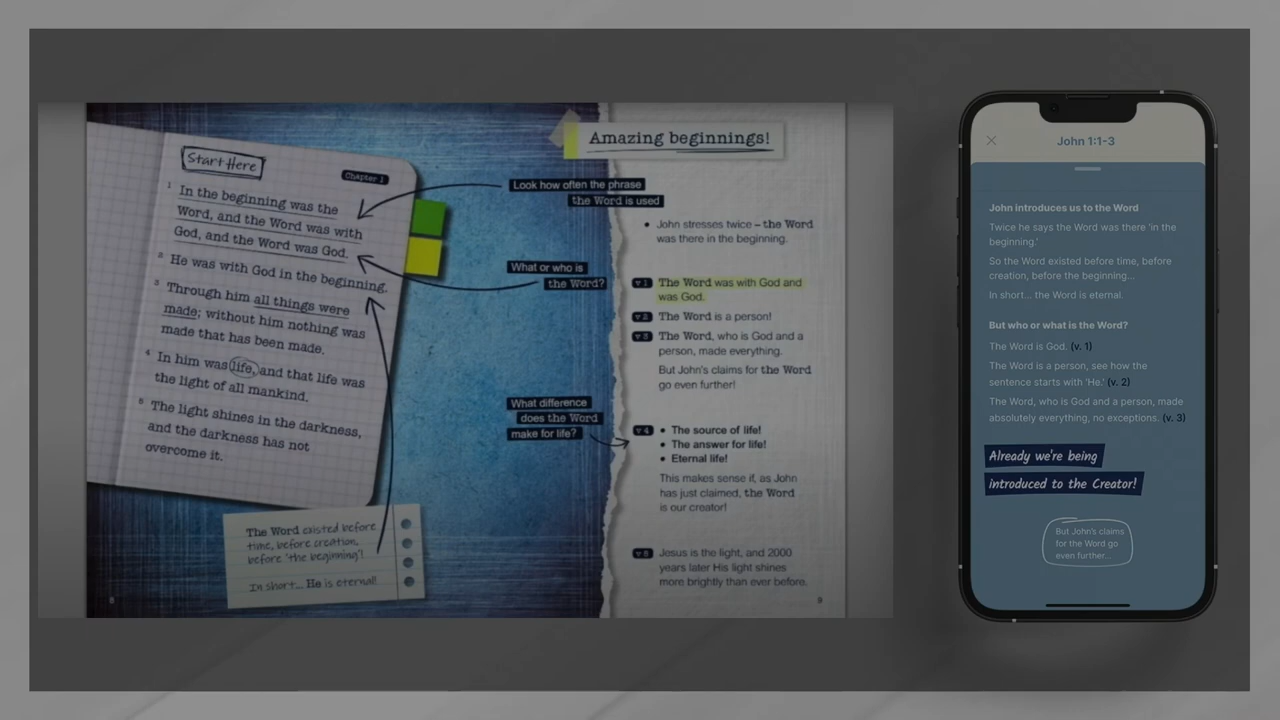 Start Here
Chapter 1
1 In the beginning was the
Word, and the Word was with
God, and the Word was God.
2 He was with God in the beginning.
3 Through him all things were
made; without him nothing was
made that has been made.
4 In him was life, and that life was
the light of all mankind.
5 The light shines in the darkness,
and the darkness has not
overcome it.
The Word existed before
time, before creation,
before 'the beginning'!
In short... He is eternal!
8
Amazing beginnings!
Look how often the phrase
the Word is used
• John stresses twice – the Word
was there in the beginning.
What or who is
the Word?
v 1 The Word was with God and
was God.
v 2 The Word is a person!
v 3 The Word, who is God and a
person, made everything.
But John's claims for the Word
go even further!
What difference
does the Word
make for life?
v 4 • The source of life!
• The answer for life!
• Eternal life!
This makes sense if, as John
has just claimed, the Word
is our creator!
v 5 Jesus is the light, and 2000
years later His light shines
more brightly than ever before.
9
John 1:1-3
John introduces us to the Word
Twice he says the Word was there 'in the
beginning.'
So the Word existed before time, before
creation, before the beginning...
In short... the Word is eternal.
But who or what is the Word?
The Word is God. (v. 1)
The Word is a person, see how the
sentence starts with 'He.' (v. 2)
The Word, who is God and a person, made
absolutely everything, no exceptions. (v. 3)
Already we're being
introduced to the Creator!
But John's claims
for the Word go
even further...